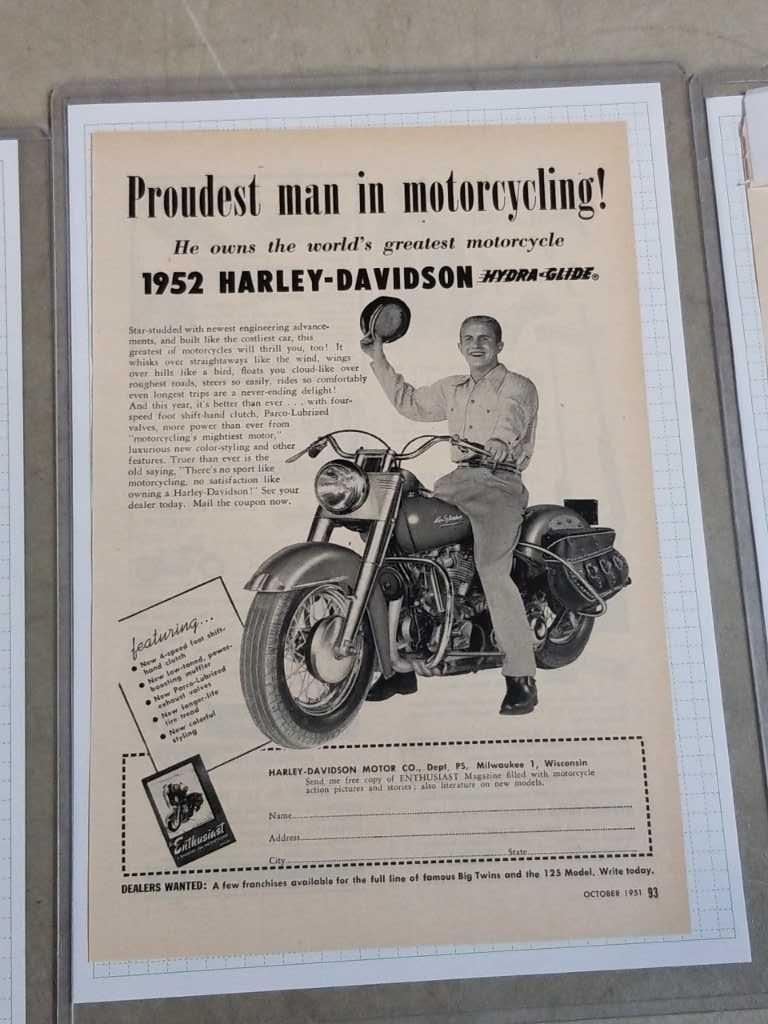 Proudest man in motorcycling!
He owns the world's greatest motorcycle
1952 HARLEY-DAVIDSON HYDRA-GLIDE®
Star-studded with newest engineering advance-
ments, and built like the costliest car, this
greatest of motorcycles will thrill you, too! It
whisks over straightaways like the wind, wings
over hills like a bird, floats you cloud-like over
roughest roads, steers so easily, rides so comfortably
even longest trips are a never-ending delight!
And this year, it's better than ever . . . with four-
speed foot shift-hand clutch, Parco-Lubrized
valves, more power than ever from
"motorcycling's mightiest motor,"
luxurious new color-styling and other
features. Truer than ever is the
old saying, "There's no sport like
motorcycling, no satisfaction like
owning a Harley-Davidson!" See your
dealer today. Mail the coupon now.
Harley-Davidson
featuring...
• New 4-speed foot shift-
hand clutch
• New low-toned, power-
boosting muffler
• New Parco-Lubrized
exhaust valves
• New longer-life
tire tread
• New colorful
styling
Enthusiast
HARLEY-DAVIDSON MOTOR CO., Dept. PS, Milwaukee 1, Wisconsin
Send me free copy of ENTHUSIAST Magazine filled with motorcycle
action pictures and stories; also literature on new models.
Name
Address
City State
DEALERS WANTED: A few franchises available for the full line of famous Big Twins and the 125 Model. Write today.
OCTOBER 1951 93